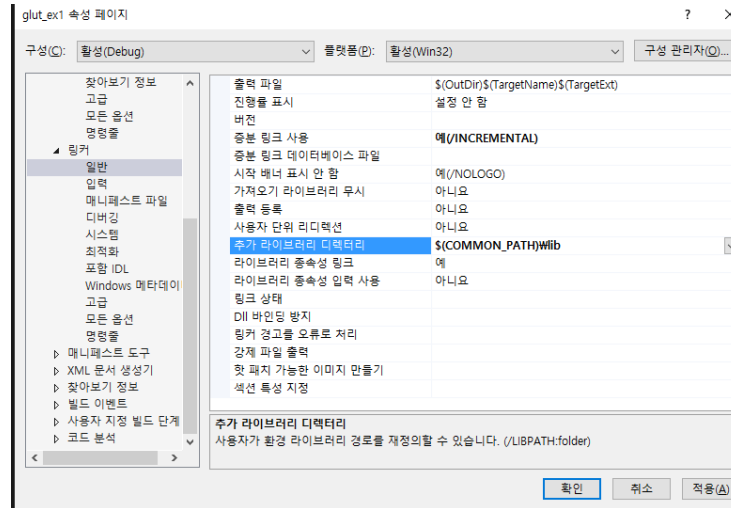 glut_ex1 속성 페이지
구성(C): 활성(Debug) 플랫폼(P): 활성(Win32) 구성 관리자(O)...
찾아보기 정보
고급
모든 옵션
명령줄
링커
일반
입력
매니페스트 파일
디버깅
시스템
최적화
포함 IDL
Windows 메타데이
고급
모든 옵션
명령줄
매니페스트 도구
XML 문서 생성기
찾아보기 정보
빌드 이벤트
사용자 지정 빌드 단계
코드 분석
출력 파일 $(OutDir)$(TargetName)$(TargetExt)
진행률 표시 설정 안 함
버전
증분 링크 사용 예(/INCREMENTAL)
증분 링크 데이터베이스 파일
시작 배너 표시 안 함 예(/NOLOGO)
가져오기 라이브러리 무시 아니요
출력 등록 아니요
사용자 단위 리디렉션 아니요
추가 라이브러리 디렉터리 $(COMMON_PATH)₩lib
라이브러리 종속성 링크 예
라이브러리 종속성 입력 사용 아니요
링크 상태
Dll 바인딩 방지
링커 경고를 오류로 처리
강제 파일 출력
핫 패치 가능한 이미지 만들기
섹션 특성 지정
추가 라이브러리 디렉터리
사용자가 환경 라이브러리 경로를 재정의할 수 있습니다. (/LIBPATH:folder)
확인 취소 적용(A)